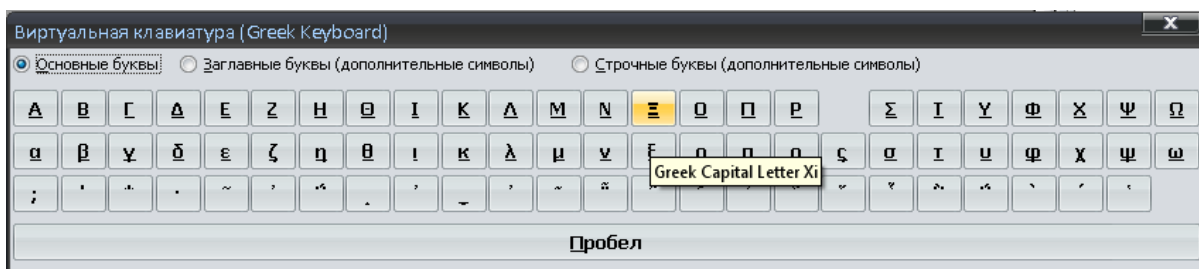 Виртуальная клавиатура (Greek Keyboard)
Основные буквы Заглавные буквы (дополнительные символы) Строчные буквы (дополнительные символы)
Α Β Γ Δ Ε Ζ Η Θ Ι Κ Λ Μ Ν Ξ Ο Π Ρ Σ Τ Υ Φ Χ Ψ Ω
α β γ δ ε ζ η θ ι κ λ μ ν ξ ο π ρ ς σ τ υ φ χ ψ ω
Greek Capital Letter Xi
;
Пробел